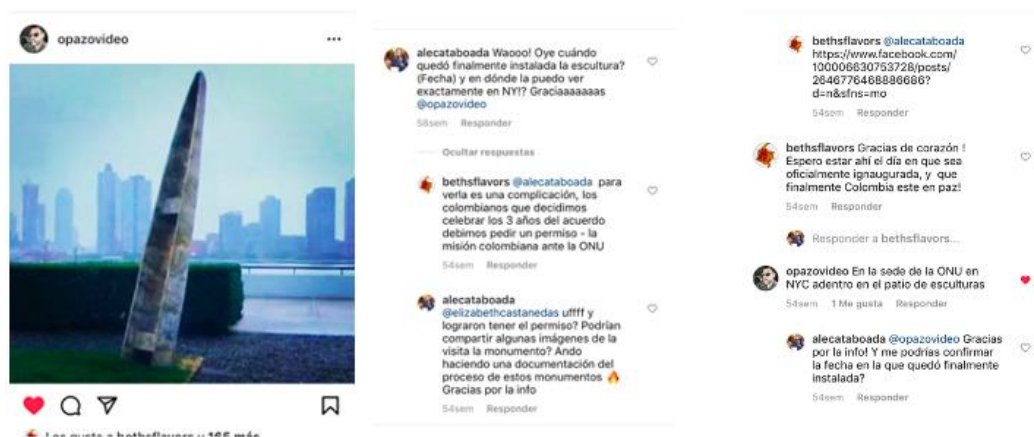 opazovideo
Les gusta a bethsflavors y 165 más
alecataboada Waooo! Oye cuándo
quedó finalmente instalada la escultura?
(Fecha) y en dónde la puedo ver
exactamente en NY!? Graciaaaaaas
@opazovideo
58sem Responder
Ocultar respuestas
bethsflavors @alecataboada para
verla es una complicación, los
colombianos que decidimos
celebrar los 3 años del acuerdo
debimos pedir un permiso - la
misión colombiana ante la ONU
54sem Responder
alecataboada
@elizabethcastanedas uffff y
lograron tener el permiso? Podrían
compartir algunas imágenes de la
visita la monumento? Ando
haciendo una documentación del
proceso de estos monumentos 🔥
Gracias por la info
54sem Responder
bethsflavors @alecataboada
https://www.facebook.com/
100006630753728/posts/
2646776468886686?
d=n&sfns=mo
54sem Responder
bethsflavors Gracias de corazón !
Espero estar ahí el día en que sea
oficialmente ignaugurada, y que
finalmente Colombia este en paz!
54sem Responder
Responder a bethsflavors...
opazovideo En la sede de la ONU en
NYC adentro en el patio de esculturas
54sem 1 Me gusta Responder
alecataboada @opazovideo Gracias
por la info! Y me podrías confirmar
la fecha en la que quedó finalmente
instalada?
54sem Responder